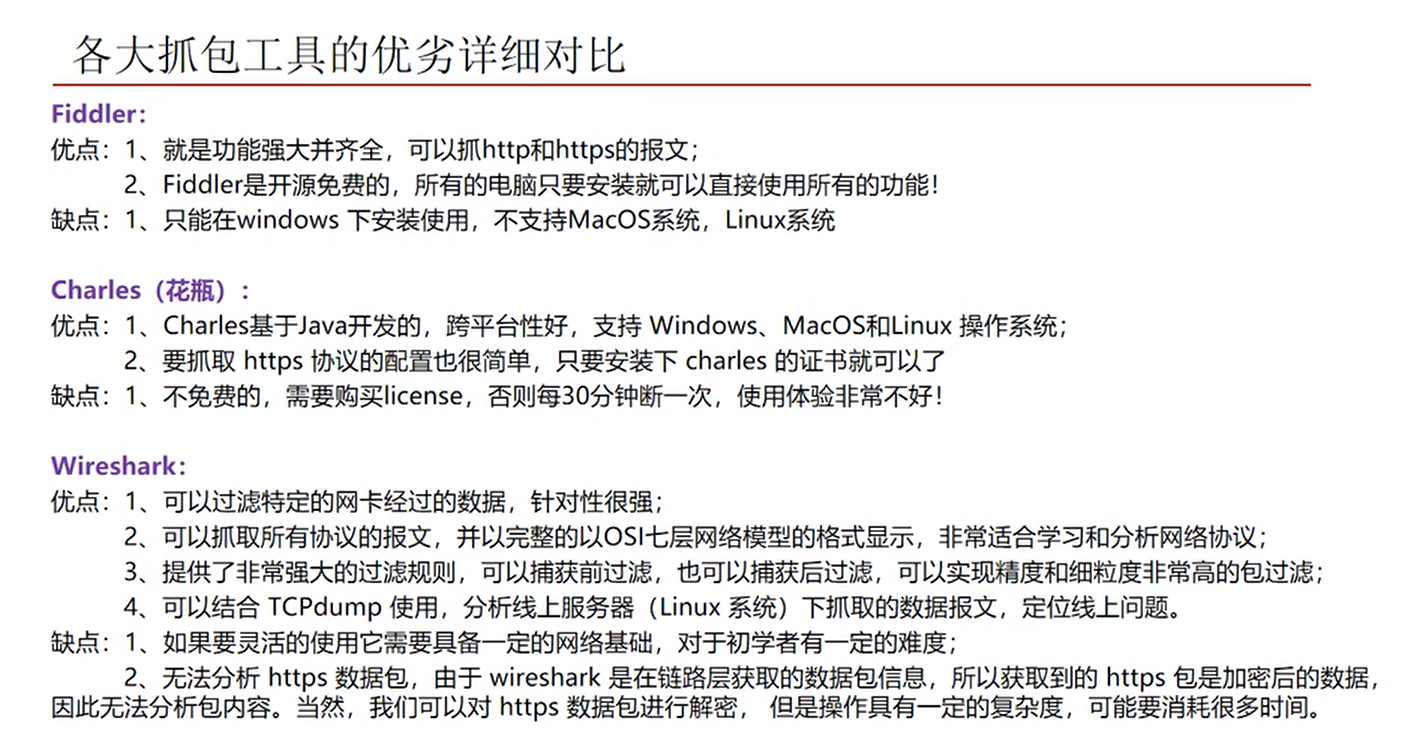 各大抓包工具的优劣详细对比
Fiddler：
优点：1、就是功能强大并齐全，可以抓http和https的报文；
2、Fiddler是开源免费的，所有的电脑只要安装就可以直接使用所有的功能！
缺点：1、只能在windows 下安装使用，不支持MacOS系统，Linux系统
Charles（花瓶）：
优点：1、Charles基于Java开发的，跨平台性好，支持 Windows、MacOS和Linux 操作系统；
2、要抓取 https 协议的配置也很简单，只要安装下 charles 的证书就可以了
缺点：1、不免费的，需要购买license，否则每30分钟断一次，使用体验非常不好！
Wireshark：
优点：1、可以过滤特定的网卡经过的数据，针对性很强；
2、可以抓取所有协议的报文，并以完整的以OSI七层网络模型的格式显示，非常适合学习和分析网络协议；
3、提供了非常强大的过滤规则，可以捕获前过滤，也可以捕获后过滤，可以实现精度和细粒度非常高的包过滤；
4、可以结合 TCPdump 使用，分析线上服务器（Linux 系统）下抓取的数据报文，定位线上问题。
缺点：1、如果要灵活的使用它需要具备一定的网络基础，对于初学者有一定的难度；
2、无法分析 https 数据包，由于 wireshark 是在链路层获取的数据包信息，所以获取到的 https 包是加密后的数据，
因此无法分析包内容。当然，我们可以对 https 数据包进行解密， 但是操作具有一定的复杂度，可能要消耗很多时间。